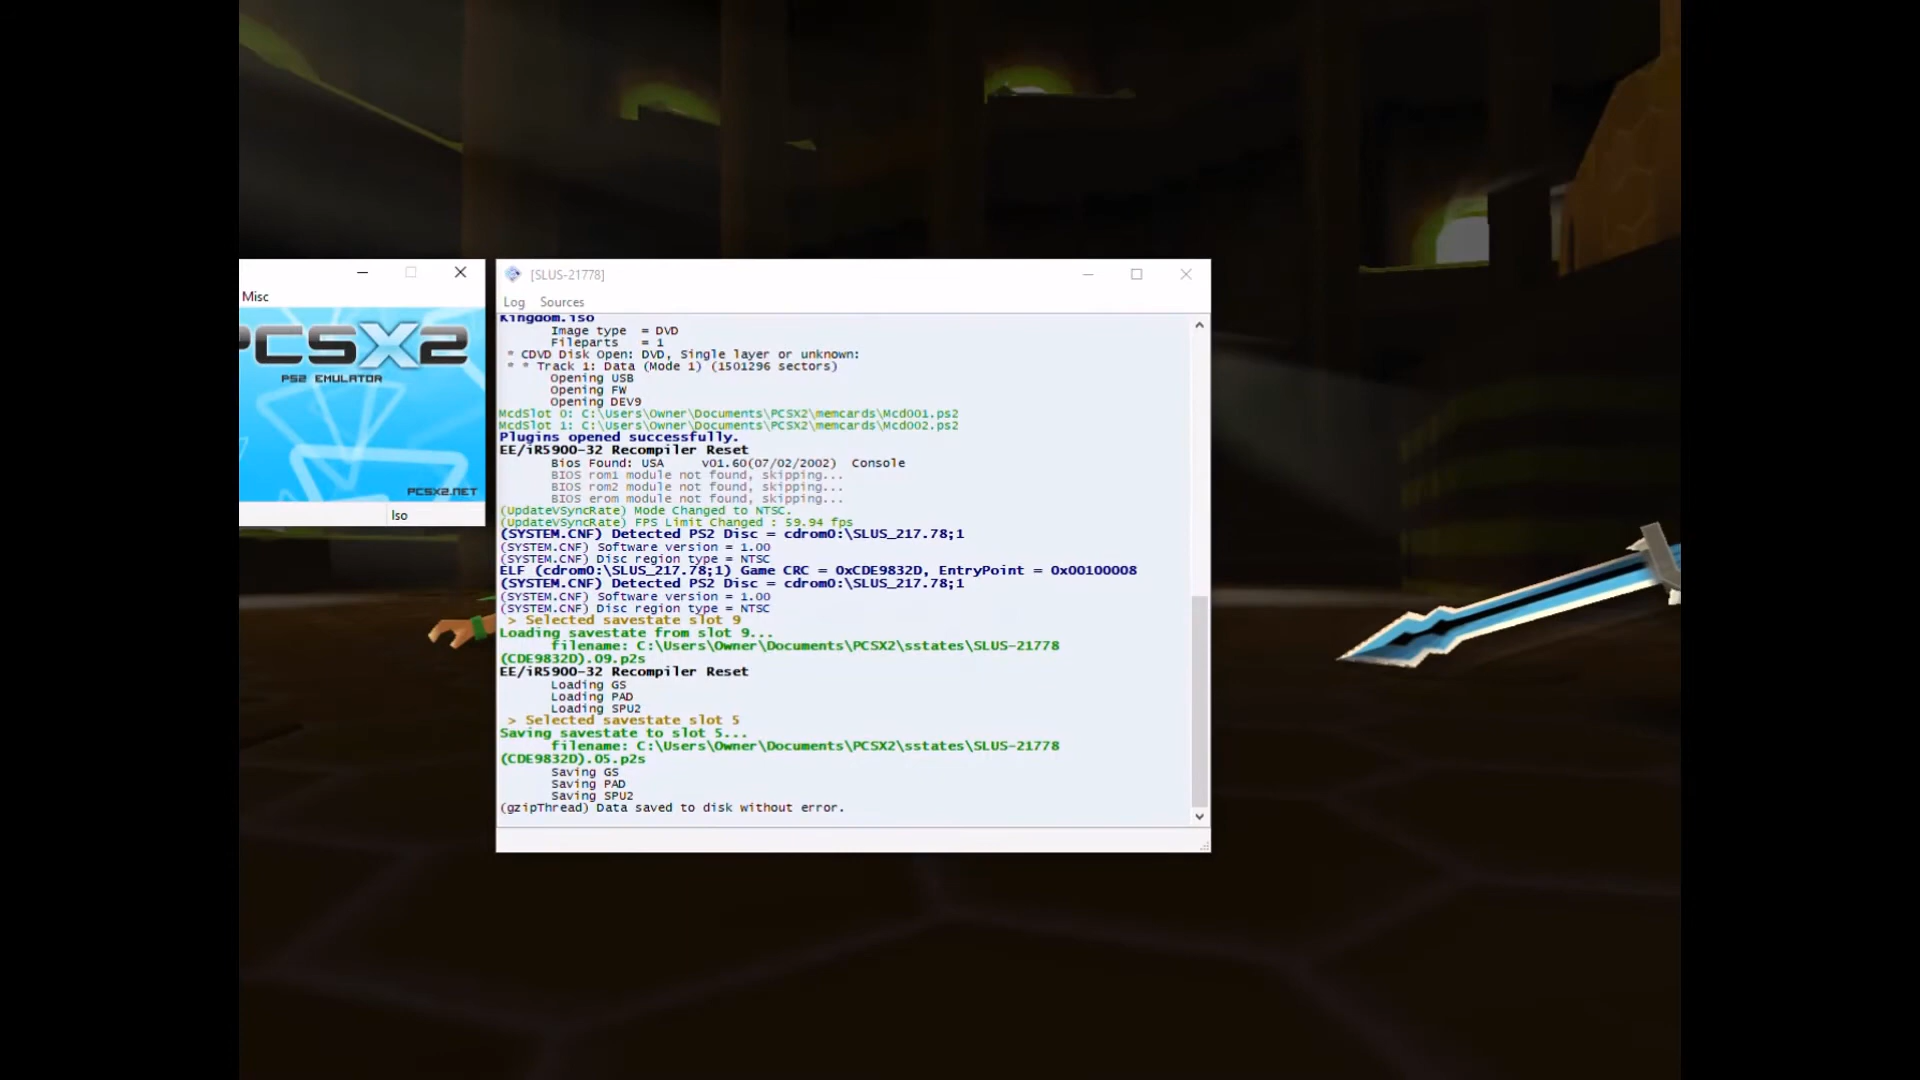 Misc
PCSX2
PS2 EMULATOR
PCSX2.NET
Iso
[SLUS-21778]
Log Sources
Kingdom.iso
Image type = DVD
Fileparts = 1
* CDVD Disk Open: DVD, Single layer or unknown:
* * Track 1: Data (Mode 1) (1501296 sectors)
Opening USB
Opening FW
Opening DEV9
McdSlot 0: C:\Users\Owner\Documents\PCSX2\memcards\Mcd001.ps2
McdSlot 1: C:\Users\Owner\Documents\PCSX2\memcards\Mcd002.ps2
Plugins opened successfully.
EE/iR5900-32 Recompiler Reset
Bios Found: USA v01.60(07/02/2002) Console
BIOS rom1 module not found, skipping...
BIOS rom2 module not found, skipping...
BIOS erom module not found, skipping...
(UpdateVSyncRate) Mode Changed to NTSC.
(UpdateVSyncRate) FPS Limit Changed : 59.94 fps
(SYSTEM.CNF) Detected PS2 Disc = cdrom0:\SLUS_217.78;1
(SYSTEM.CNF) Software version = 1.00
(SYSTEM.CNF) Disc region type = NTSC
ELF (cdrom0:\SLUS_217.78;1) Game CRC = 0xCDE9832D, EntryPoint = 0x00100008
(SYSTEM.CNF) Detected PS2 Disc = cdrom0:\SLUS_217.78;1
(SYSTEM.CNF) Software version = 1.00
(SYSTEM.CNF) Disc region type = NTSC
> Selected savestate slot 9
Loading savestate from slot 9...
filename: C:\Users\Owner\Documents\PCSX2\sstates\SLUS-21778
(CDE9832D).09.p2s
EE/iR5900-32 Recompiler Reset
Loading GS
Loading PAD
Loading SPU2
> Selected savestate slot 5
Saving savestate to slot 5...
filename: C:\Users\Owner\Documents\PCSX2\sstates\SLUS-21778
(CDE9832D).05.p2s
Saving GS
Saving PAD
Saving SPU2
(gzipThread) Data saved to disk without error.